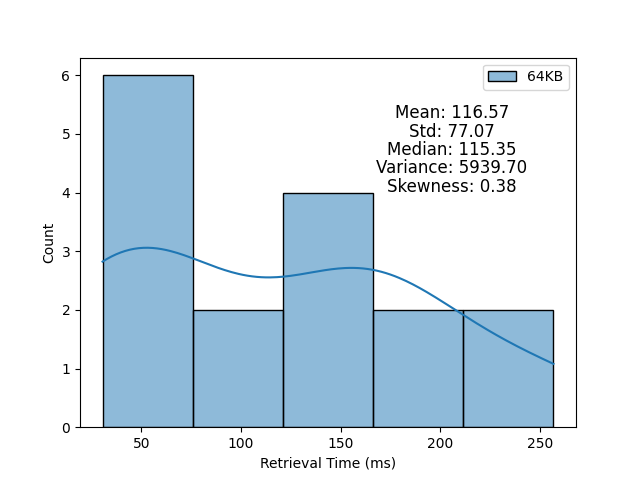 64KB
Mean: 116.57
Std: 77.07
Median: 115.35
Variance: 5939.70
Skewness: 0.38
6
5
4
3
2
1
0
Count
50 100 150 200 250
Retrieval Time (ms)